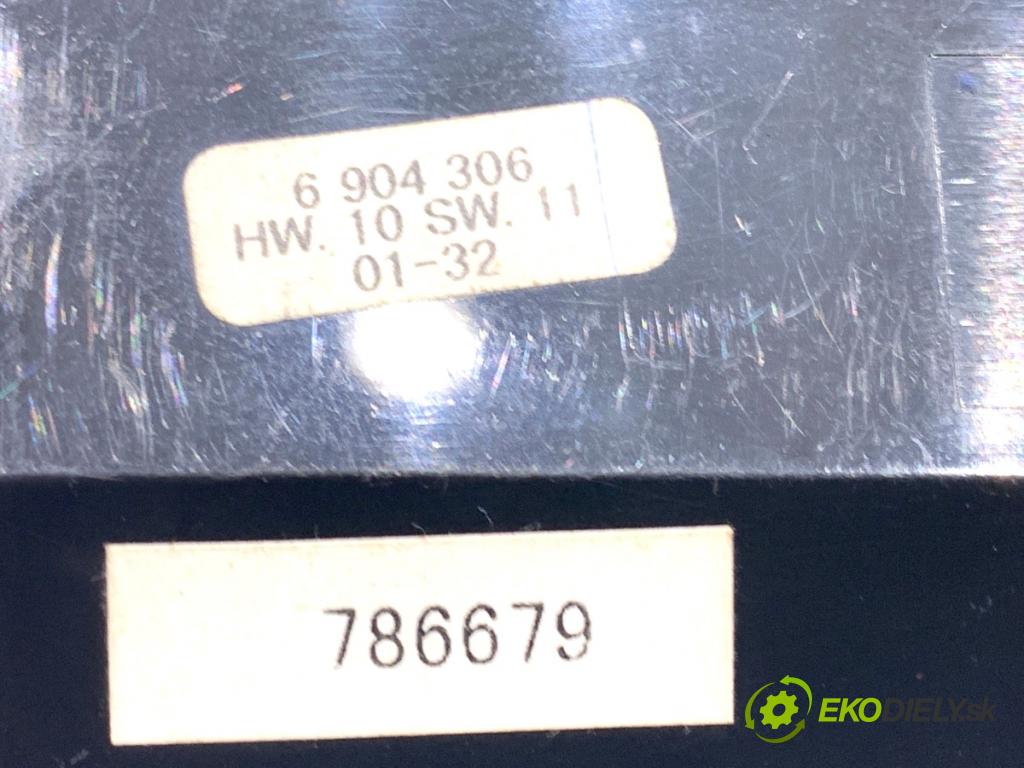 6 904 306
HW. 10 SW. 11
01-32
786679
EKODIELY.sk